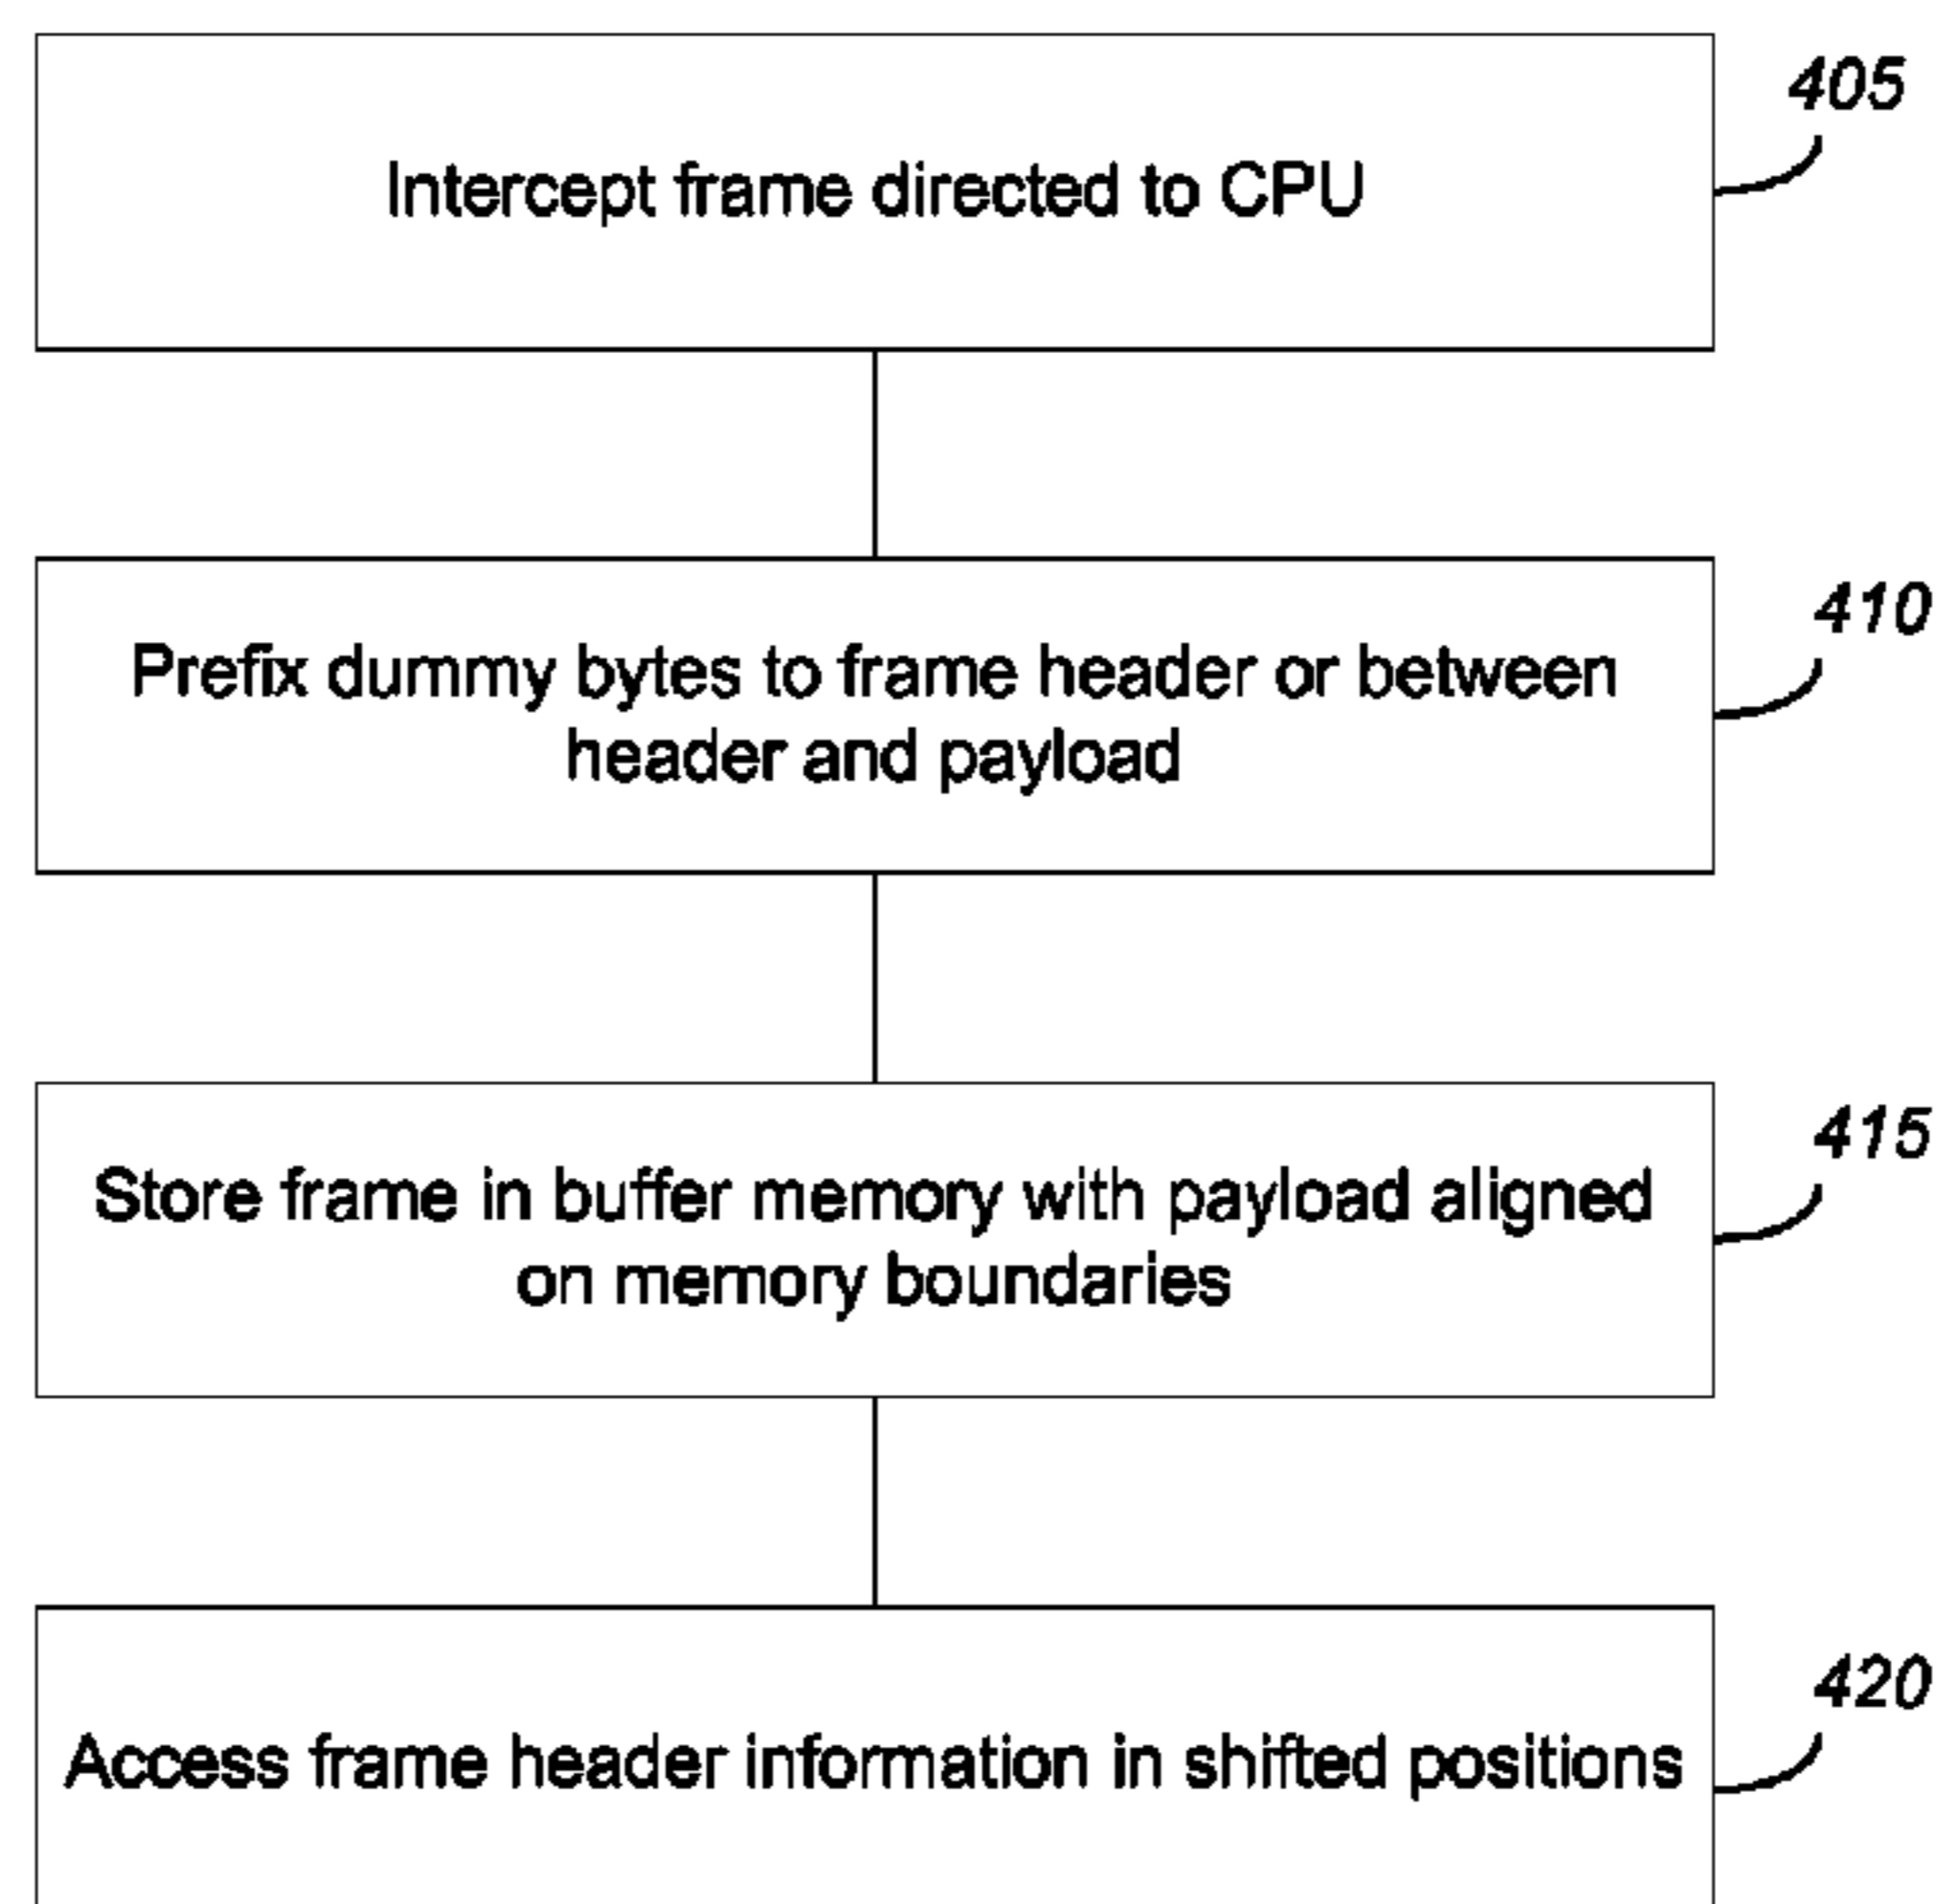 405
Intercept frame directed to CPU
410
Prefix dummy bytes to frame header or between
header and payload
415
Store frame in buffer memory with payload aligned
on memory boundaries
420
Access frame header information in shifted positions